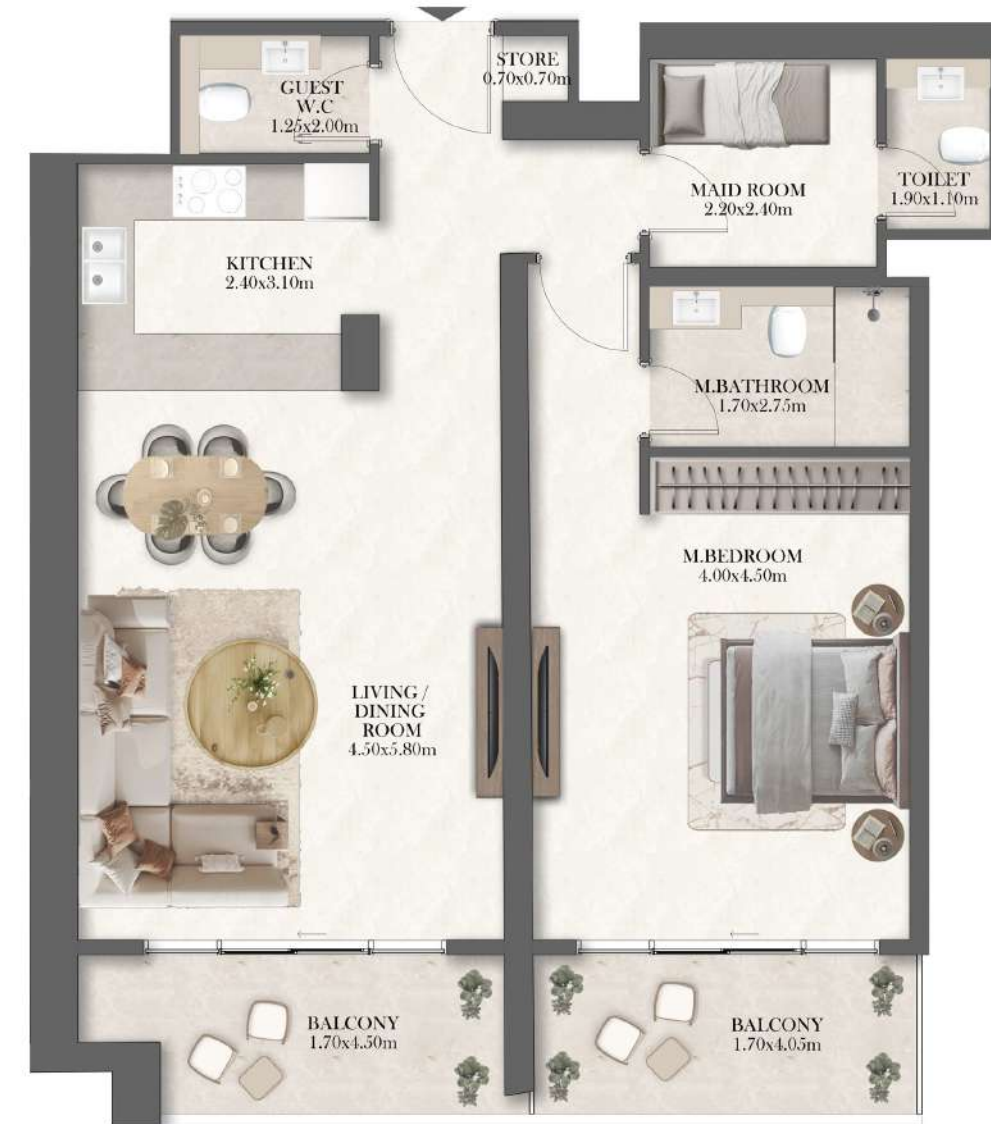 STORE
0.70x0.70m
GUEST
W.C
1.25x2.00m
MAID ROOM
2.20x2.40m
TOILET
1.90x1.10m
KITCHEN
2.40x3.10m
M.BATHROOM
1.70x2.75m
M.BEDROOM
4.00x4.50m
LIVING /
DINING
ROOM
4.50x5.80m
BALCONY
1.70x4.50m
BALCONY
1.70x4.05m